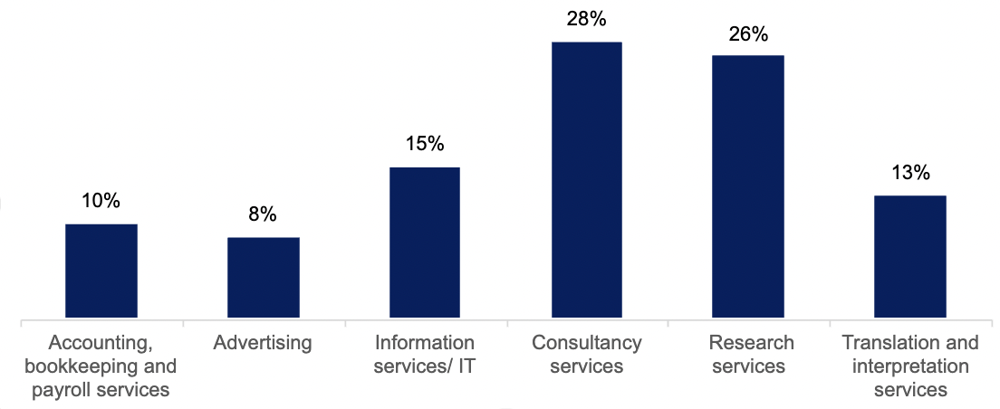 28%
26%
15%
13%
10%
8%
Accounting,
bookkeeping and
payroll services
Advertising
Information
services/ IT
Consultancy
services
Research
services
Translation and
interpretation
services